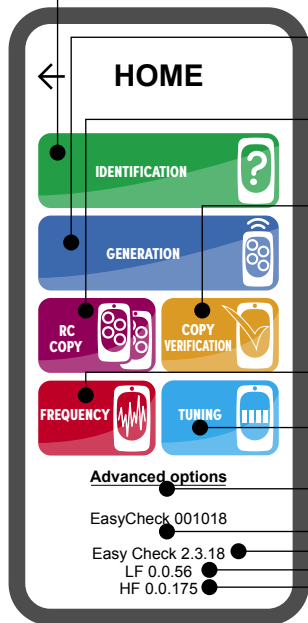 HOME
IDENTIFICATION
GENERATION
RC
COPY
COPY
VERIFICATION
FREQUENCY
TUNING
Advanced options
EasyCheck 001018
Easy Check 2.3.18
LF 0.0.56
HF 0.0.175